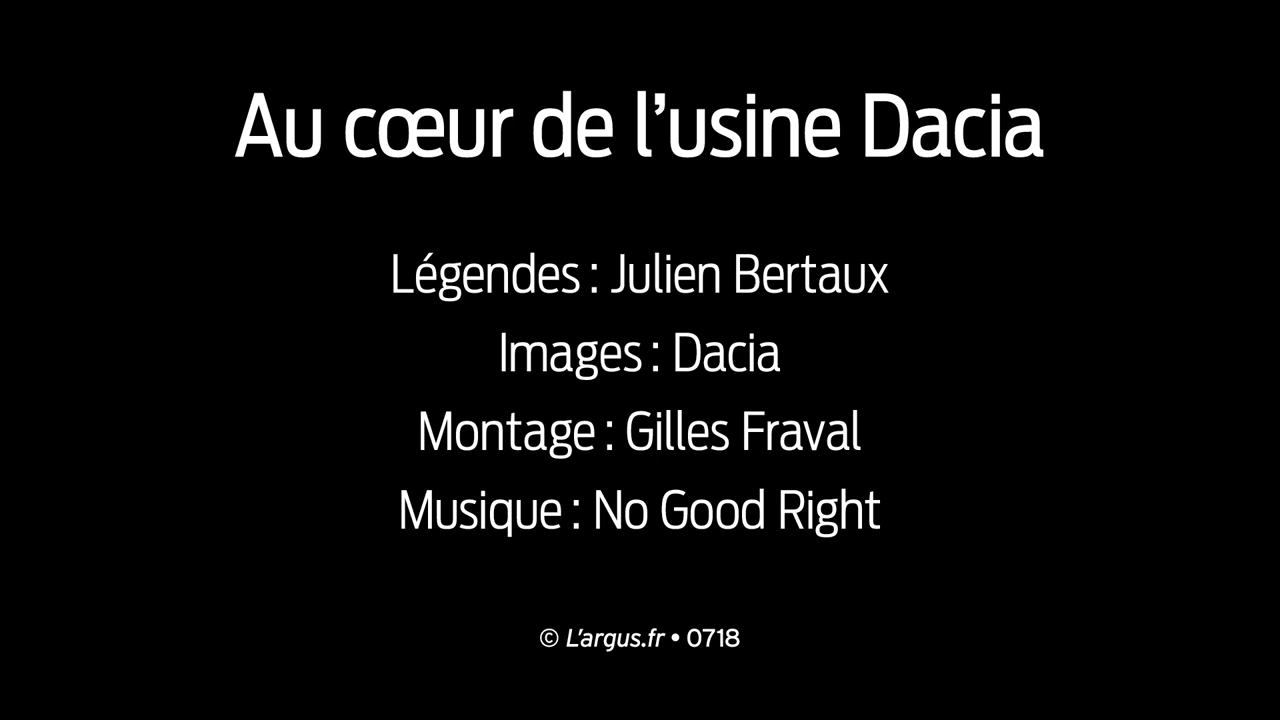 Au cœur de l’usine Dacia
Légendes : Julien Bertaux
Images : Dacia
Montage : Gilles Fraval
Musique : No Good Right
© L’argus.fr • 0718